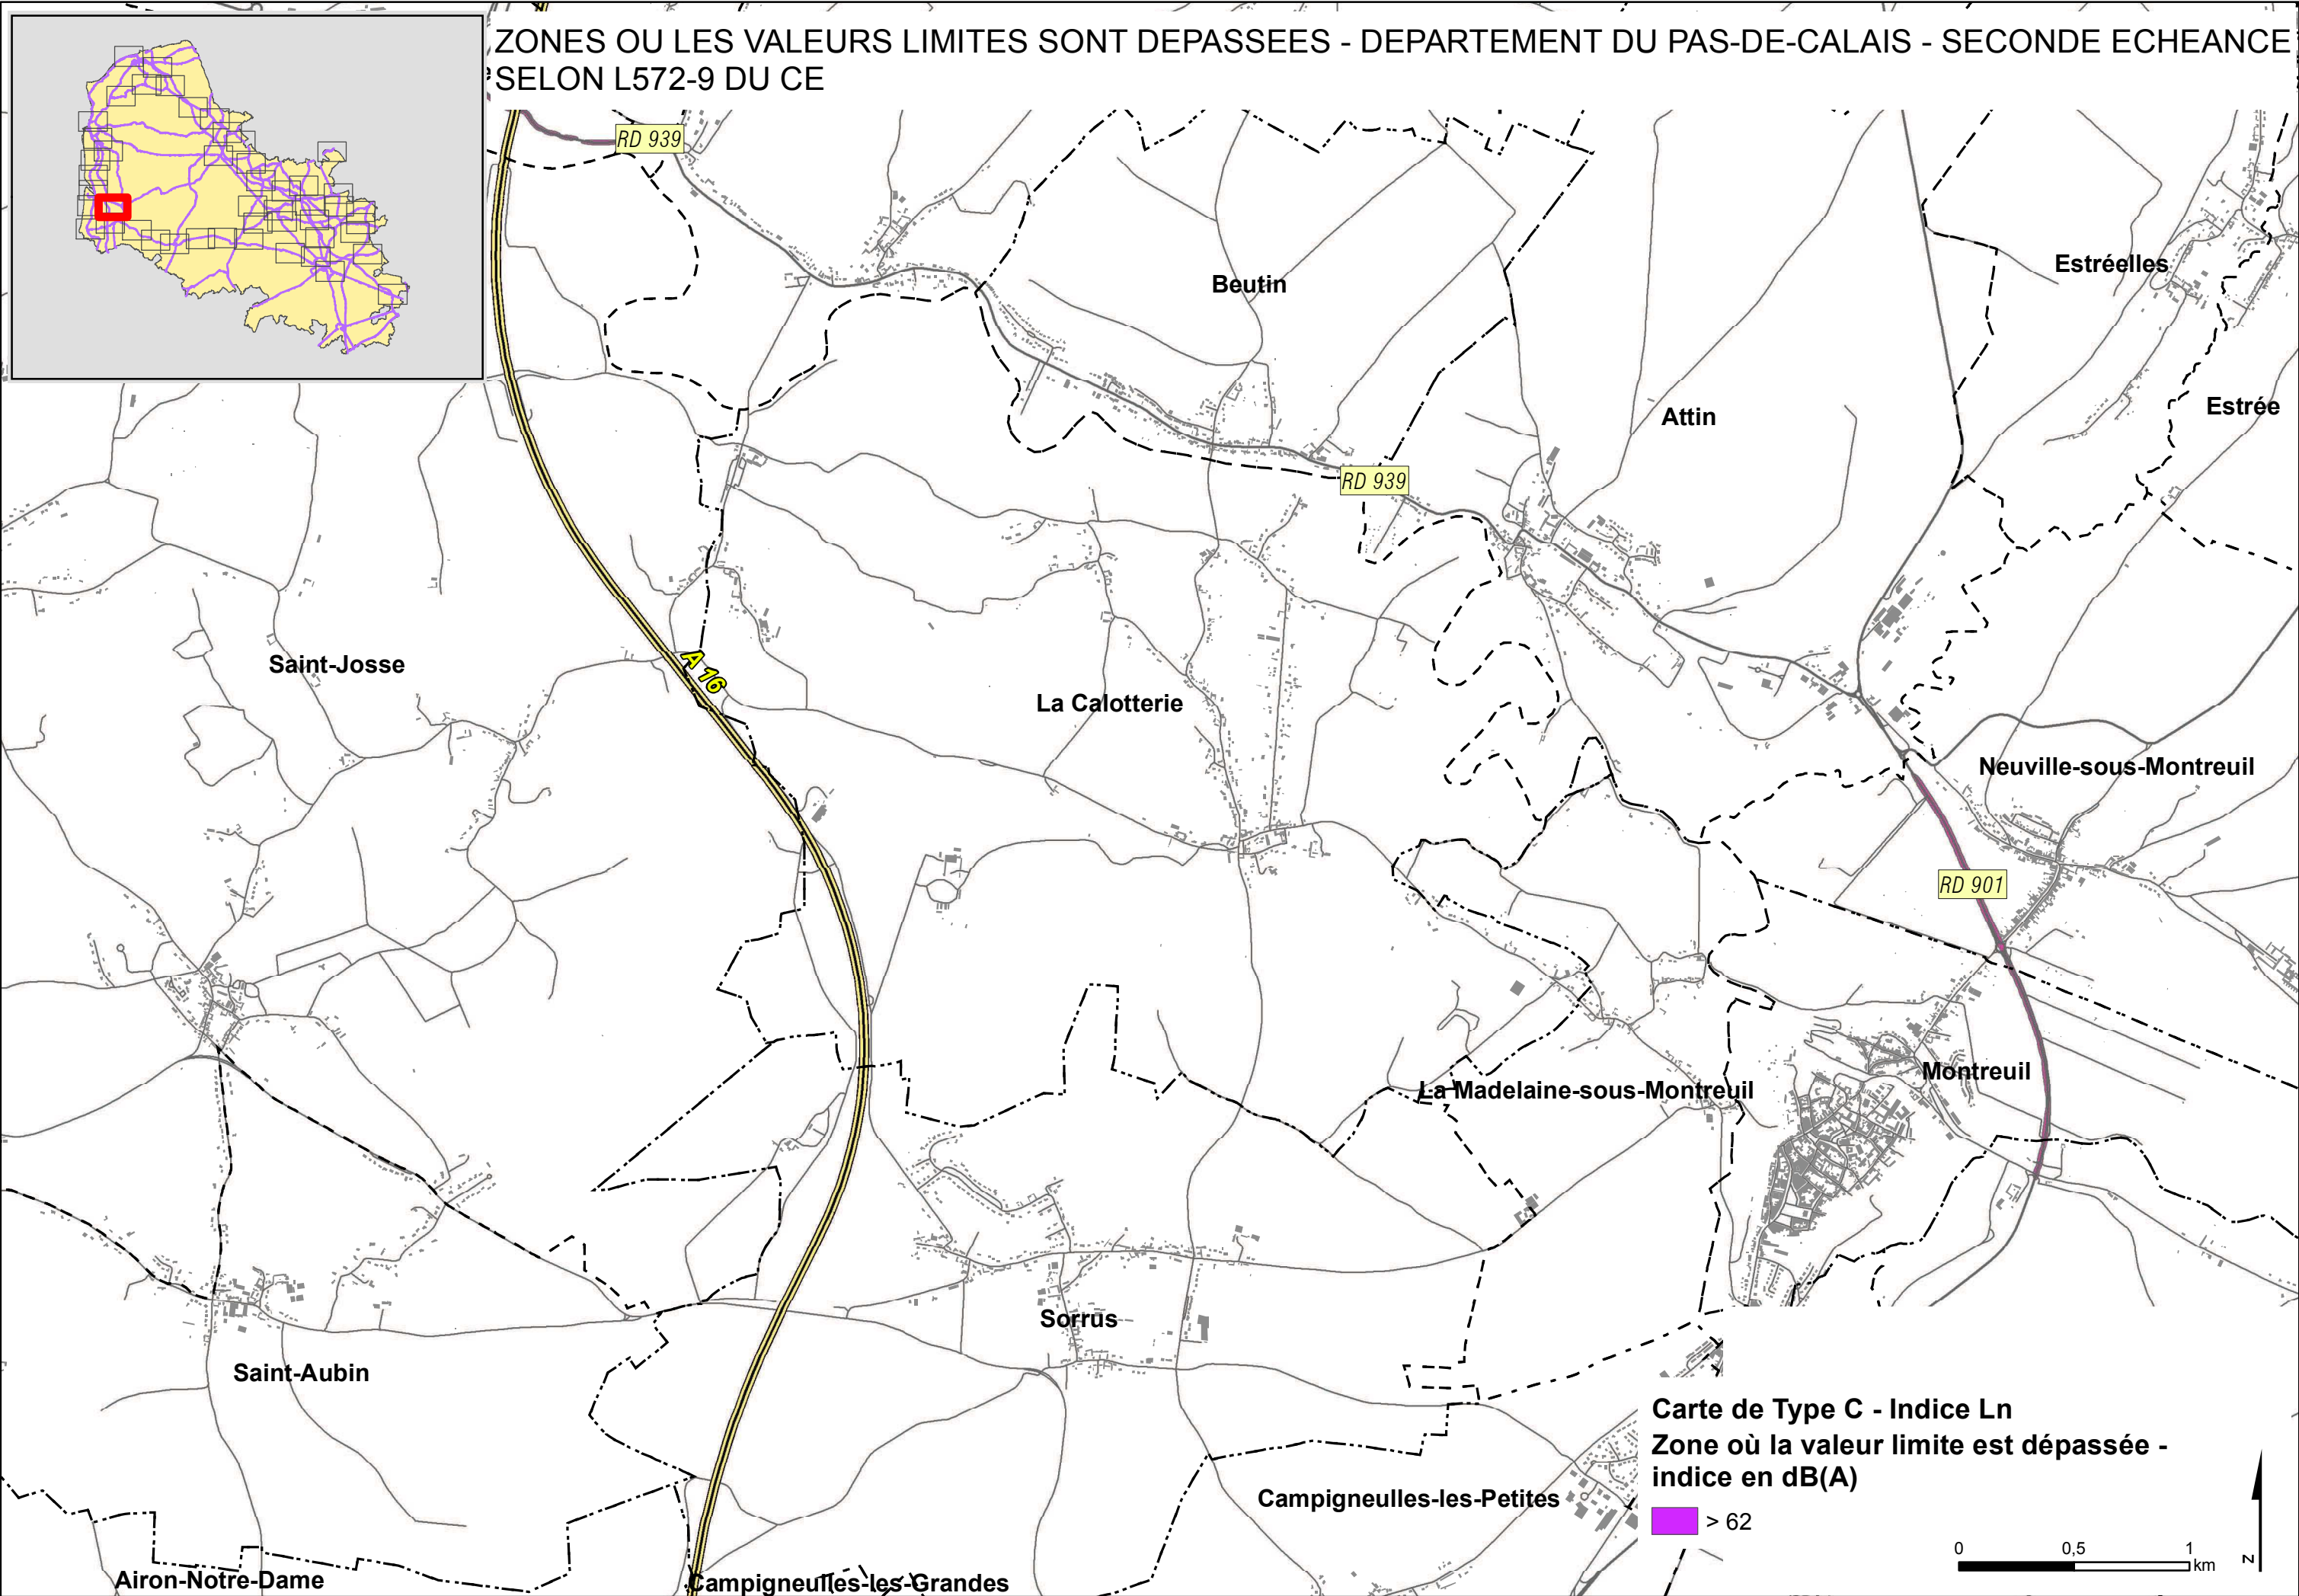 ZONES OU LES VALEURS LIMITES SONT DEPASSEES - DEPARTEMENT DU PAS-DE-CALAIS - SECONDE ECHEANCE
SELON L572-9 DU CE
RD 939
Beutin
Estréelles
Attin
Estrée
RD 939
Saint-Josse
A 16
La Calotterie
Neuville-sous-Montreuil
RD 901
Montreuil
La Madelaine-sous-Montreuil
Sorrus
Saint-Aubin
Campigneulles-les-Petites
Airon-Notre-Dame
Campigneulles-les-Grandes
Carte de Type C - Indice Ln
Zone où la valeur limite est dépassée -
indice en dB(A)
> 62
0 0,5 1
km
N